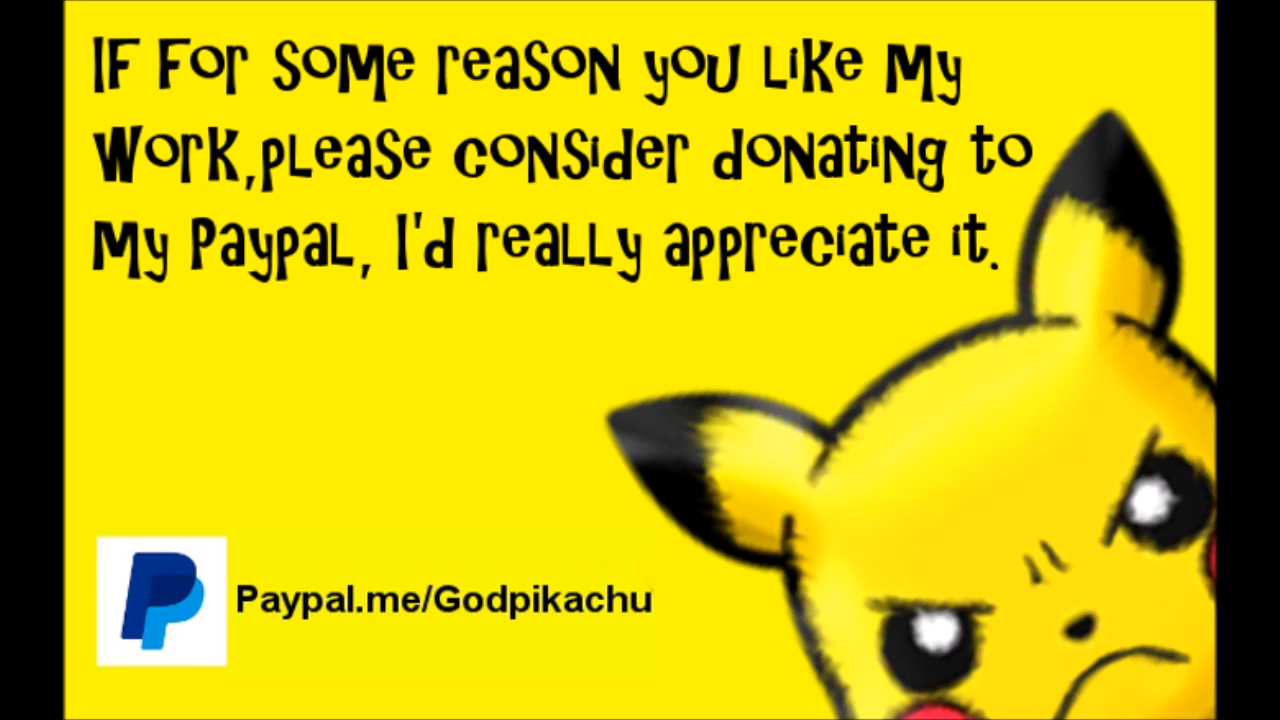 IF For some reason you like my
Work,please consider donating to
My Paypal, I'd really appreciate it.
Paypal.me/Godpikachu